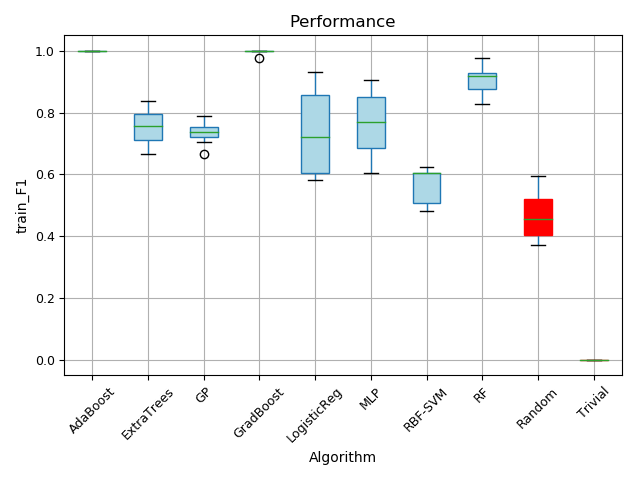 Performance
train_F1
1.0
0.8
0.6
0.4
0.2
0.0
AdaBoost
ExtraTrees
GP
GradBoost
LogisticReg
MLP
RBF-SVM
RF
Random
Trivial
Algorithm